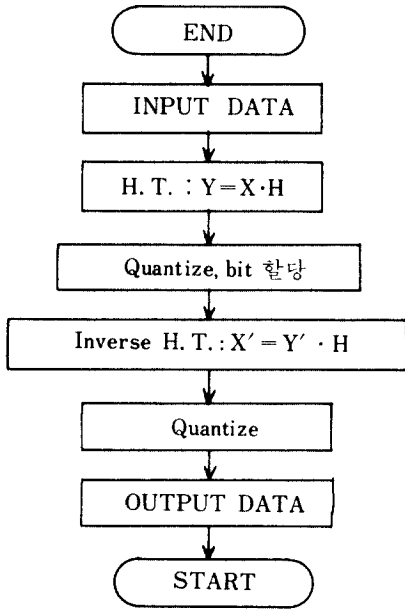 END
INPUT DATA
H. T. : Y=X·H
Quantize, bit 할당
Inverse H. T. : X′ = Y′ · H
Quantize
OUTPUT DATA
START